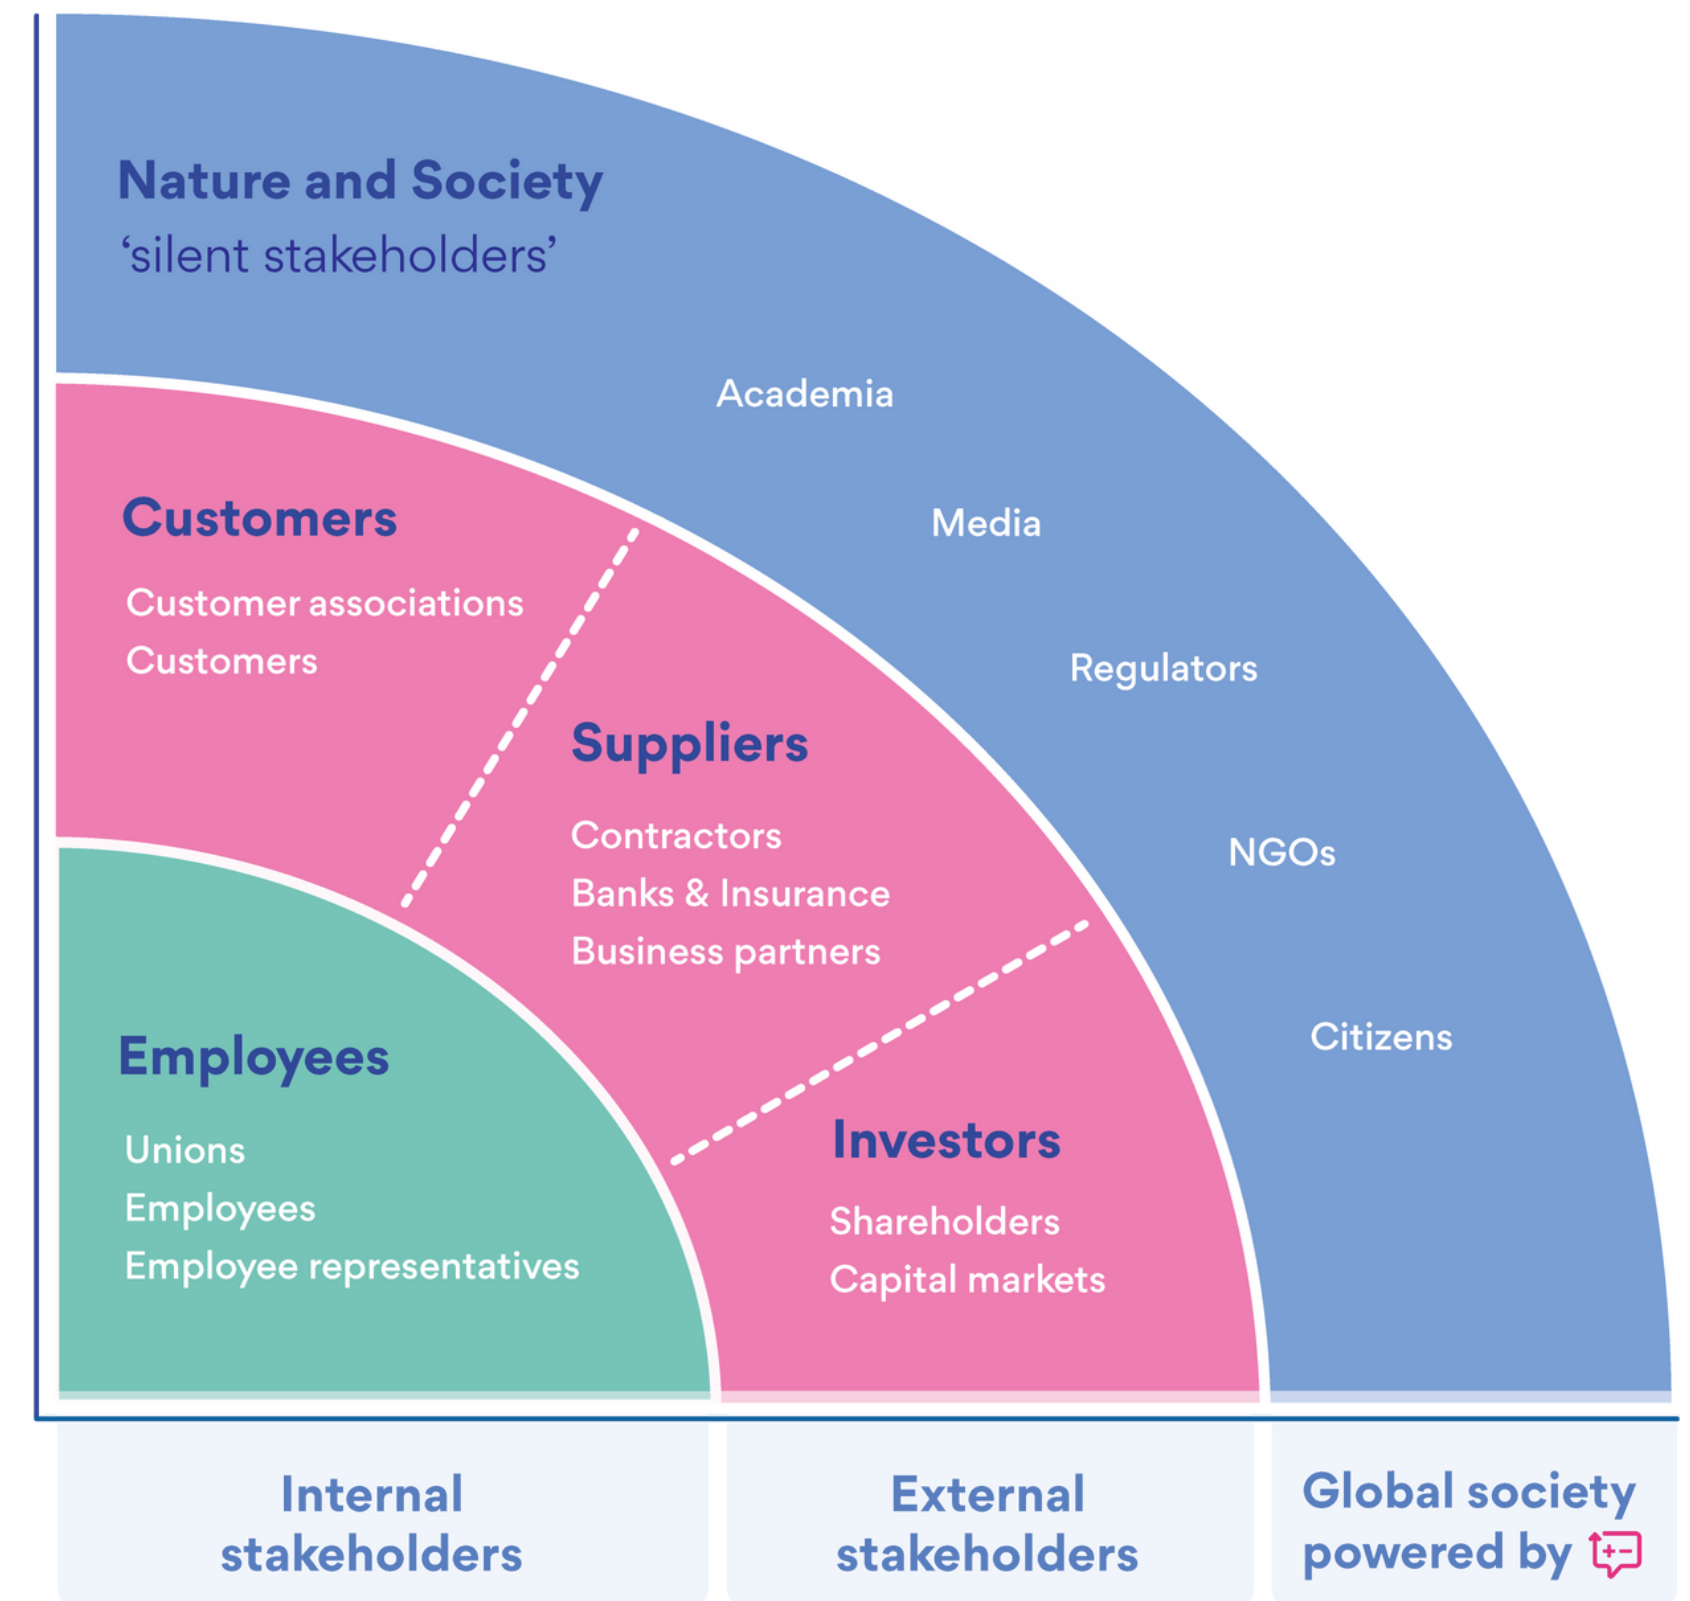 Nature and Society
‘silent stakeholders’
Academia
Media
Regulators
NGOs
Citizens
Customers
Customer associations
Customers
Suppliers
Contractors
Banks & Insurance
Business partners
Investors
Shareholders
Capital markets
Employees
Unions
Employees
Employee representatives
Internal
stakeholders
External
stakeholders
Global society
powered by